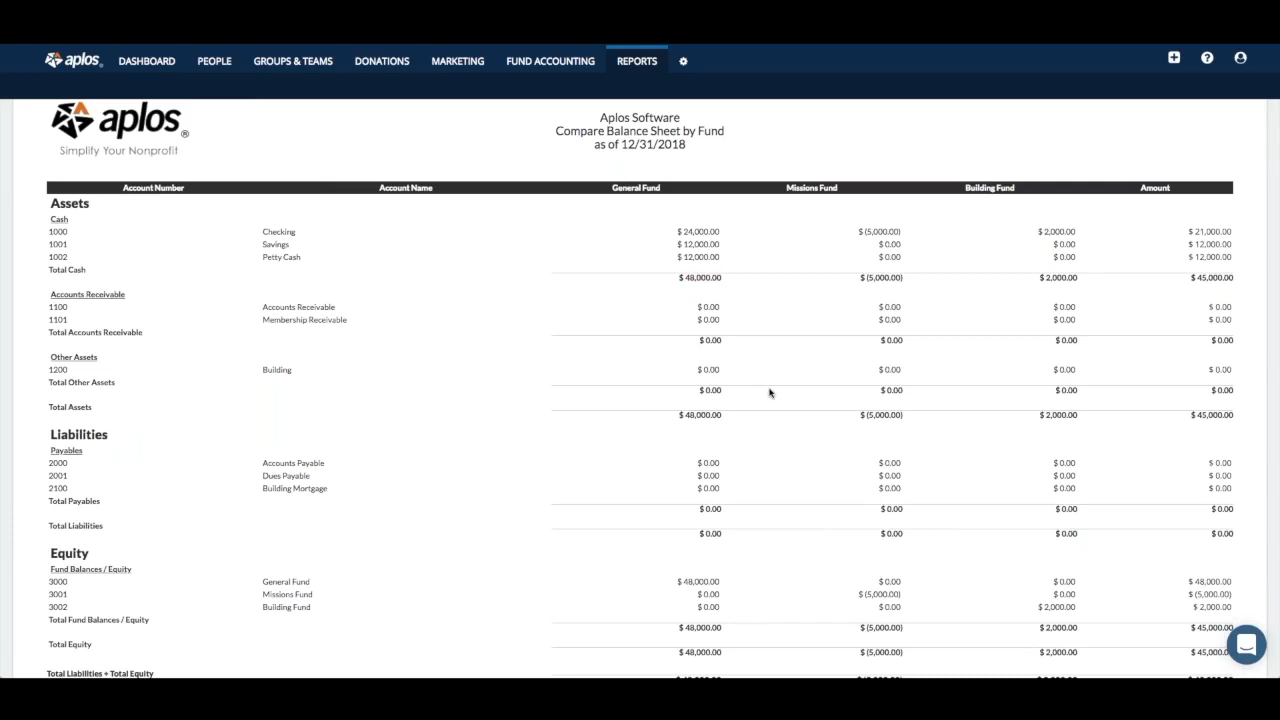 aplos DASHBOARD PEOPLE GROUPS & TEAMS DONATIONS MARKETING FUND ACCOUNTING REPORTS
aplos®
Simplify Your Nonprofit
Aplos Software
Compare Balance Sheet by Fund
as of 12/31/2018
Account Number Account Name General Fund Missions Fund Building Fund Amount
Assets
Cash
1000 Checking $ 24,000.00 $ (5,000.00) $ 2,000.00 $ 21,000.00
1001 Savings $ 12,000.00 $ 0.00 $ 0.00 $ 12,000.00
1002 Petty Cash $ 12,000.00 $ 0.00 $ 0.00 $ 12,000.00
Total Cash
$ 48,000.00 $ (5,000.00) $ 2,000.00 $ 45,000.00
Accounts Receivable
1100 Accounts Receivable $ 0.00 $ 0.00 $ 0.00 $ 0.00
1101 Membership Receivable $ 0.00 $ 0.00 $ 0.00 $ 0.00
Total Accounts Receivable
$ 0.00 $ 0.00 $ 0.00 $ 0.00
Other Assets
1200 Building $ 0.00 $ 0.00 $ 0.00 $ 0.00
Total Other Assets
$ 0.00 $ 0.00 $ 0.00 $ 0.00
Total Assets
$ 48,000.00 $ (5,000.00) $ 2,000.00 $ 45,000.00
Liabilities
Payables
2000 Accounts Payable $ 0.00 $ 0.00 $ 0.00 $ 0.00
2001 Dues Payable $ 0.00 $ 0.00 $ 0.00 $ 0.00
2100 Building Mortgage $ 0.00 $ 0.00 $ 0.00 $ 0.00
Total Payables
$ 0.00 $ 0.00 $ 0.00 $ 0.00
Total Liabilities
$ 0.00 $ 0.00 $ 0.00 $ 0.00
Equity
Fund Balances / Equity
3000 General Fund $ 48,000.00 $ 0.00 $ 0.00 $ 48,000.00
3001 Missions Fund $ 0.00 $ (5,000.00) $ 0.00 $ (5,000.00)
3002 Building Fund $ 0.00 $ 0.00 $ 2,000.00 $ 2,000.00
Total Fund Balances / Equity
$ 48,000.00 $ (5,000.00) $ 2,000.00 $ 45,000.00
Total Equity
$ 48,000.00 $ (5,000.00) $ 2,000.00 $ 45,000.00
Total Liabilities + Total Equity